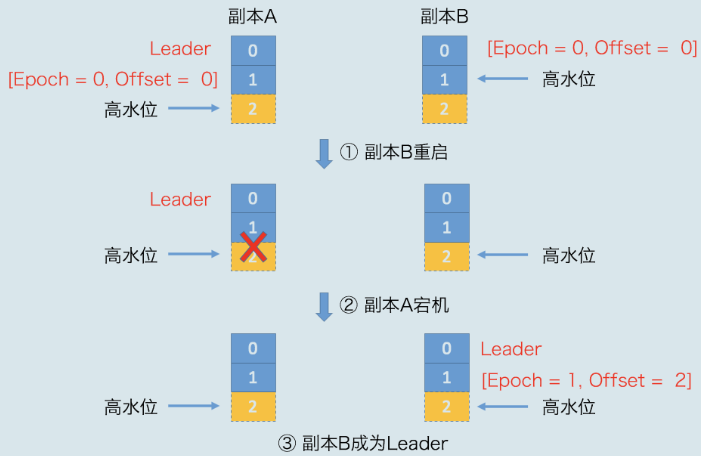 副本A 副本B
Leader 0 0 [Epoch = 0, Offset = 0]
[Epoch = 0, Offset = 0] 1 1 高水位
高水位 2 2
① 副本B重启
Leader 0 0
1 1
高水位 2 高水位
② 副本A宕机
0 0 Leader
1 1 [Epoch = 1, Offset = 2]
高水位 2 2 高水位
③ 副本B成为Leader